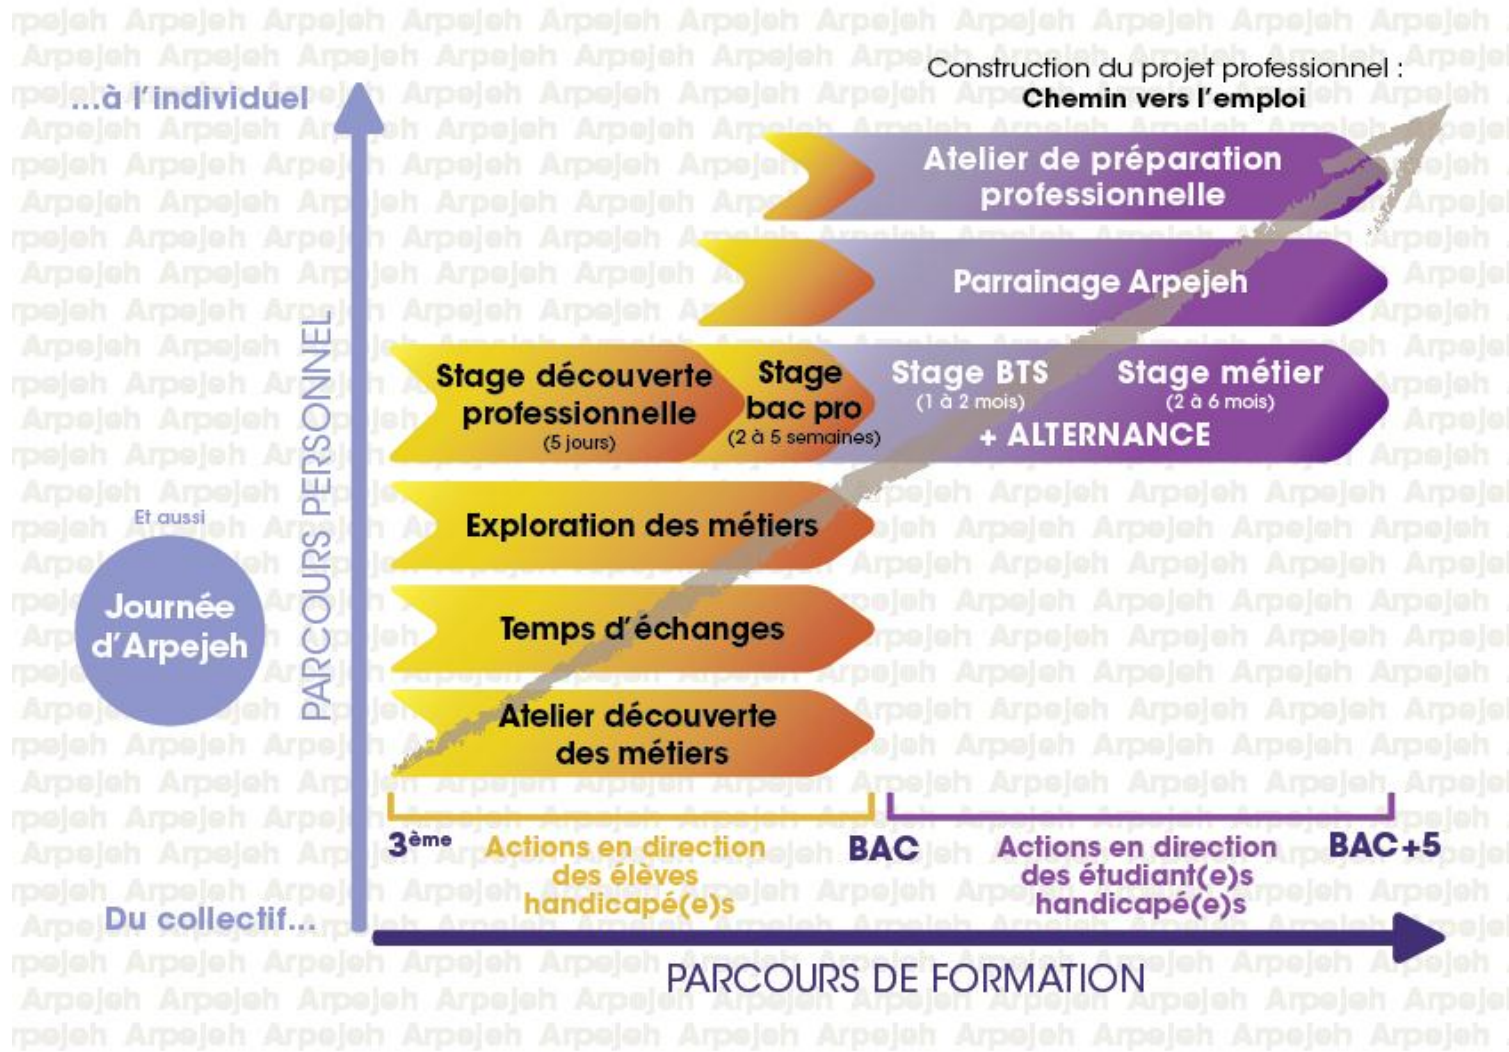 Construction du projet professionnel :
Chemin vers l'emploi
...à l'individuel
Atelier de préparation
professionnelle
Parrainage Arpejeh
Stage découverte
professionnelle
(5 jours)
Stage
bac pro
(2 à 5 semaines)
Stage BTS
(1 à 2 mois)
Stage métier
(2 à 6 mois)
+ ALTERNANCE
Exploration des métiers
Temps d'échanges
Atelier découverte
des métiers
PARCOURS PERSONNEL
Et aussi
Journée
d'Arpejeh
3ème
Actions en direction
des élèves
handicapé(e)s
BAC
Actions en direction
des étudiant(e)s
handicapé(e)s
BAC+5
Du collectif...
PARCOURS DE FORMATION